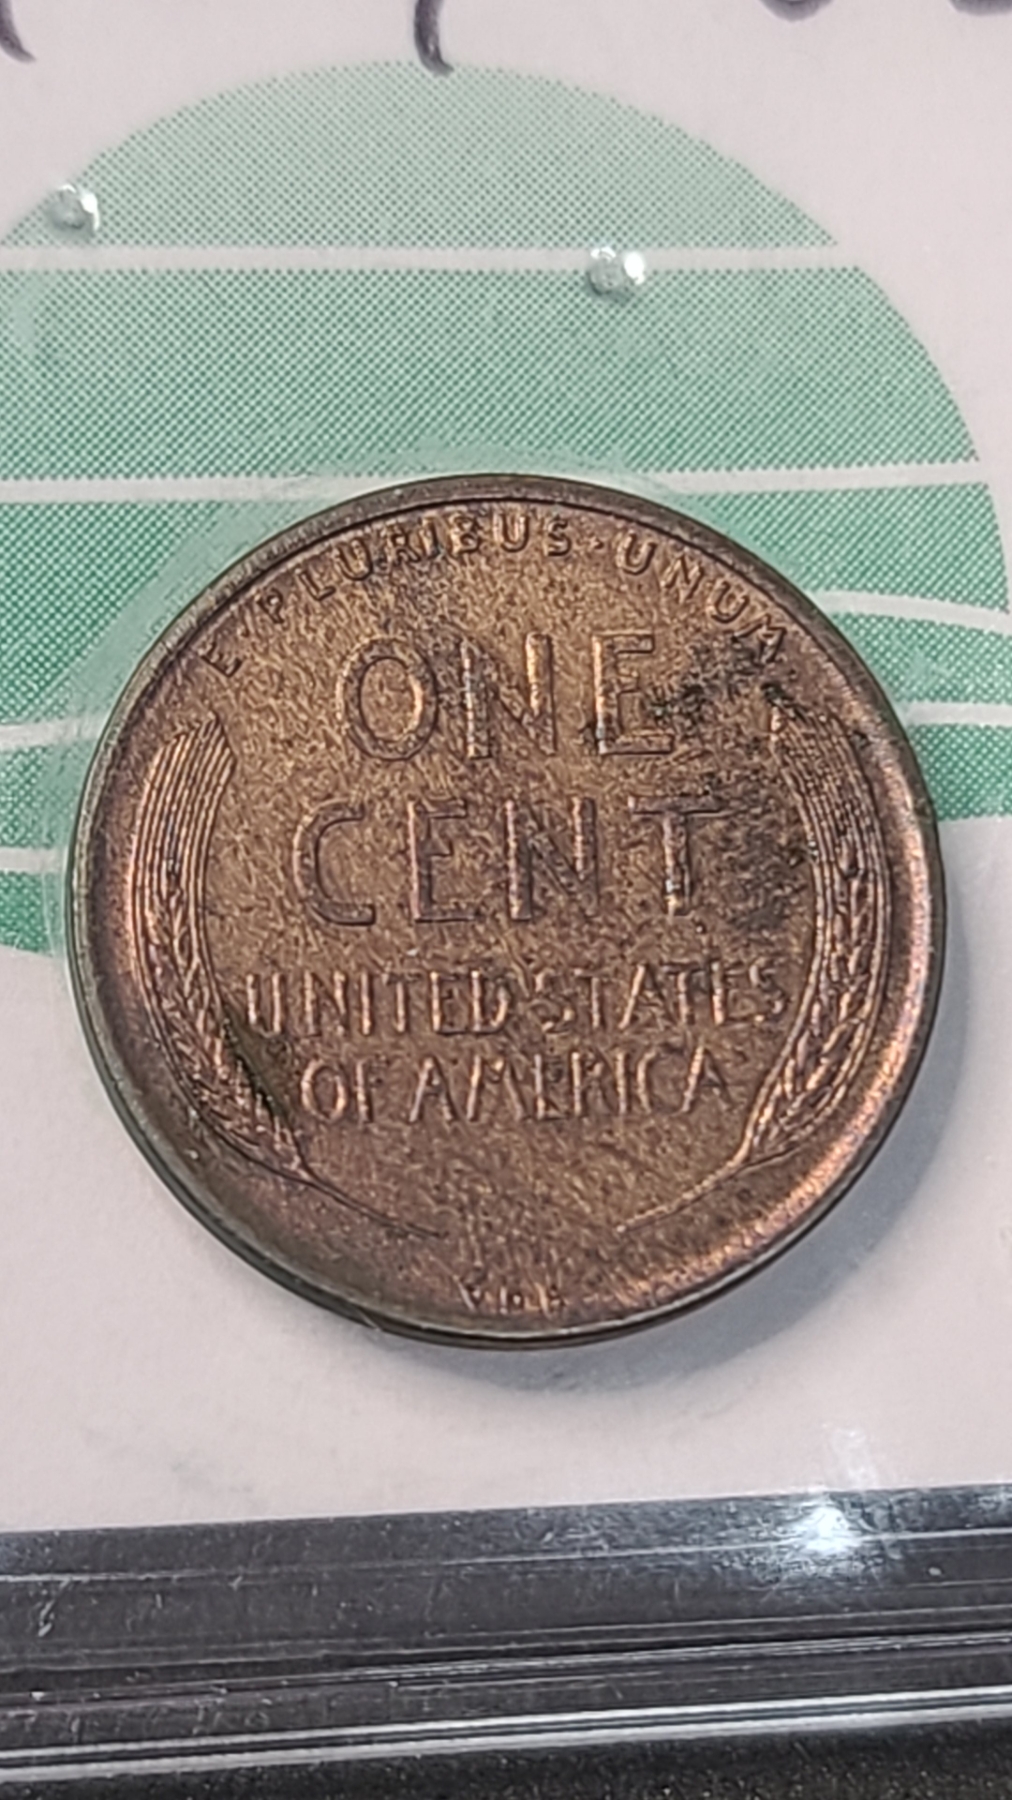 E·PLURIBUS·UNUM
ONE
CENT
UNITED STATES
OF AMERICA
V.D.B.